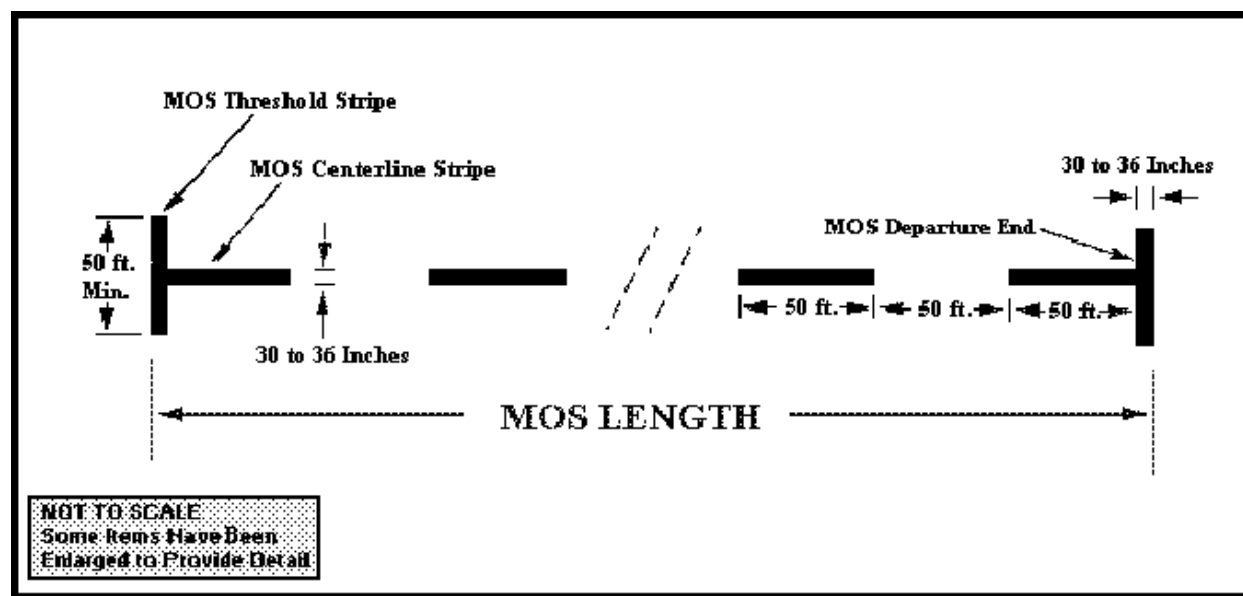 MOS Threshold Stripe
MOS Centerline Stripe
30 to 36
Inches
MOS Departure End
50 ft.
Min.
50 ft.
50 ft.
50 ft.
30 to 36 Inches
MOS LENGTH
NOT TO SCALE
Some Items Have Been
Enlarged to Provide Detail